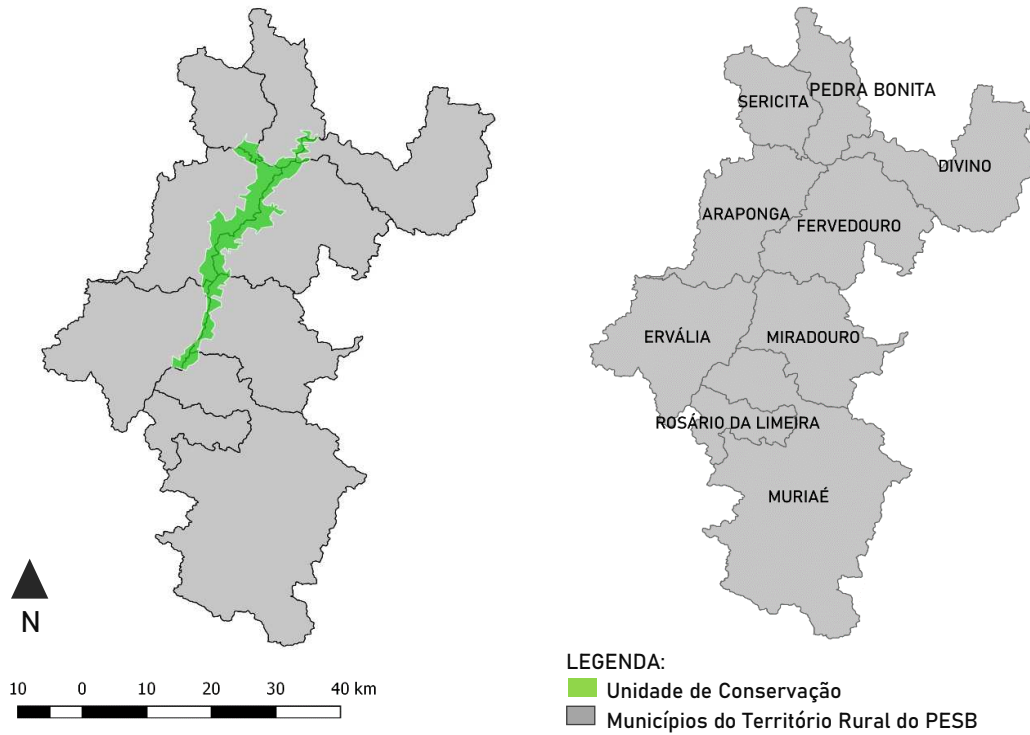 PEDRA BONITA
SERICITA
DIVINO
ARAPONGA
FERVEDOURO
ERVÁLIA
MIRADOURO
ROSÁRIO DA LIMEIRA
MURIAÉ
N
10 0 10 20 30 40 km
LEGENDA:
Unidade de Conservação
Municípios do Território Rural do PESB